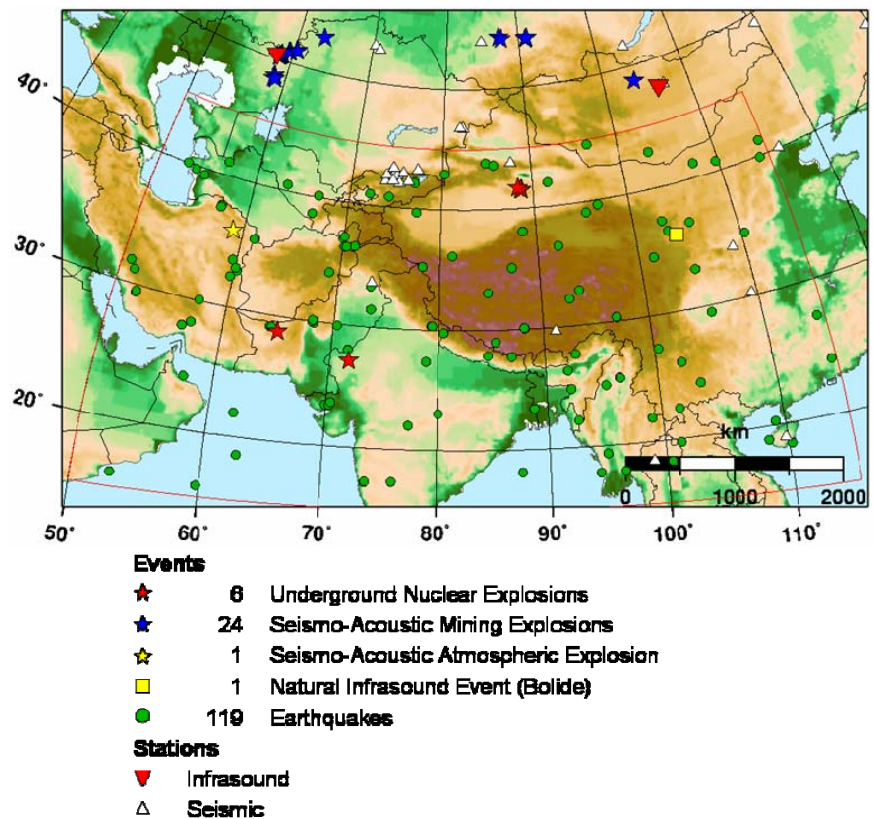 40°
30°
20°
km
0 1000 2000
50° 60° 70° 80° 90° 100° 110°
Events
6 Underground Nuclear Explosions
24 Seismo-Acoustic Mining Explosions
1 Seismo-Acoustic Atmospheric Explosion
1 Natural Infrasound Event (Bolide)
119 Earthquakes
Stations
Infrasound
Seismic